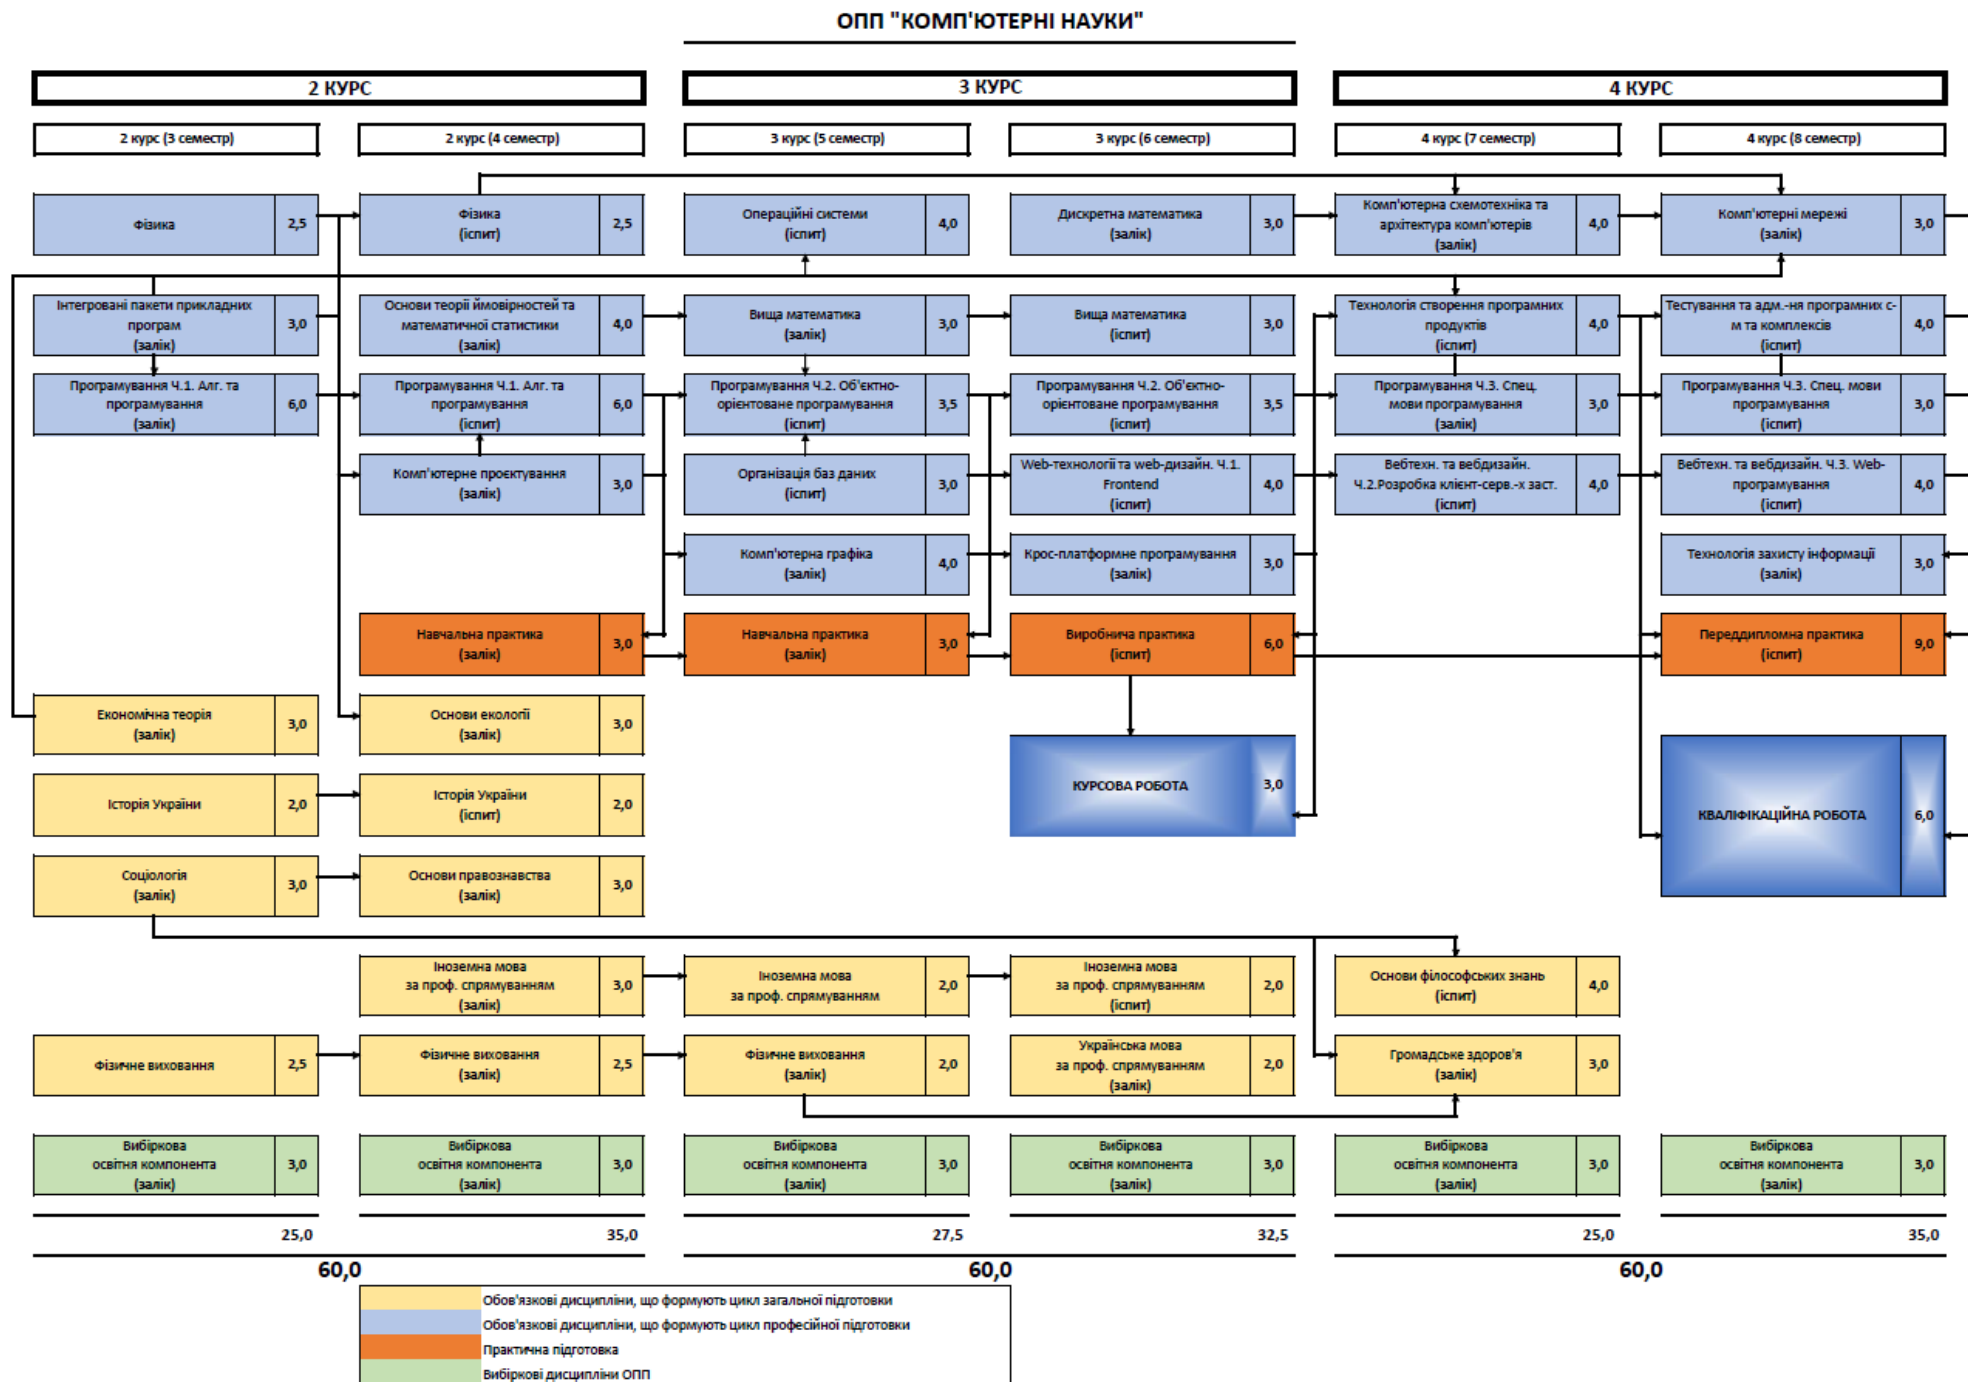 ОПП "КОМП'ЮТЕРНІ НАУКИ"
2 КУРС
3 КУРС
4 КУРС
2 курс (3 семестр)
2 курс (4 семестр)
3 курс (5 семестр)
3 курс (6 семестр)
4 курс (7 семестр)
4 курс (8 семестр)
Фізика
2,5
Фізика
(іспит)
2,5
Операційні системи
(іспит)
4,0
Дискретна математика
(залік)
3,0
Комп'ютерна схемотехніка та
архітектура комп'ютерів
(залік)
4,0
Комп'ютерні мережі
(залік)
3,0
Інтегровані пакети прикладних
програм
(залік)
3,0
Основи теорії ймовірностей та
математичної статистики
(залік)
4,0
Вища математика
(залік)
3,0
Вища математика
(іспит)
3,0
Технологія створення програмних
продуктів
(іспит)
4,0
Тестування та адм.-ня програмних с-
м та комплексів
(іспит)
4,0
Програмування Ч.1. Алг. та
програмування
(залік)
6,0
Програмування Ч.1. Алг. та
програмування
(іспит)
6,0
Програмування Ч.2. Об'єктно-
орієнтоване програмування
(іспит)
3,5
Програмування Ч.2. Об'єктно-
орієнтоване програмування
(іспит)
3,5
Програмування Ч.3. Спец.
мови програмування
(залік)
3,0
Програмування Ч.3. Спец. мови
програмування
(іспит)
3,0
Комп'ютерне проєктування
(залік)
3,0
Організація баз даних
(іспит)
3,0
Web-технології та web-дизайн. Ч.1.
Frontend
(іспит)
4,0
Вебтехн. та вебдизайн.
Ч.2.Розробка клієнт-серв.-х заст.
(іспит)
4,0
Вебтехн. та вебдизайн. Ч.3. Web-
програмування
(іспит)
4,0
Комп'ютерна графіка
(залік)
4,0
Крос-платформне програмування
(залік)
3,0
Технологія захисту інформації
(залік)
3,0
Навчальна практика
(залік)
3,0
Навчальна практика
(залік)
3,0
Виробнича практика
(іспит)
6,0
Переддипломна практика
(іспит)
9,0
Економічна теорія
(залік)
3,0
Основи екології
(залік)
3,0
КУРСОВА РОБОТА
3,0
КВАЛІФІКАЦІЙНА РОБОТА
6,0
Історія України
2,0
Історія України
(іспит)
2,0
Соціологія
(залік)
3,0
Основи правознавства
(залік)
3,0
Іноземна мова
за проф. спрямуванням
(залік)
3,0
Іноземна мова
за проф. спрямуванням
2,0
Іноземна мова
за проф. спрямуванням
(іспит)
2,0
Основи філософських знань
(іспит)
4,0
Фізичне виховання
2,5
Фізичне виховання
(залік)
2,5
Фізичне виховання
(залік)
2,0
Українська мова
за проф. спрямуванням
(залік)
2,0
Громадське здоров'я
(залік)
3,0
Вибіркова
освітня компонента
(залік)
3,0
Вибіркова
освітня компонента
(залік)
3,0
Вибіркова
освітня компонента
(залік)
3,0
Вибіркова
освітня компонента
(залік)
3,0
Вибіркова
освітня компонента
(залік)
3,0
Вибіркова
освітня компонента
(залік)
3,0
25,0
35,0
27,5
32,5
25,0
35,0
60,0
60,0
60,0
Обов'язкові дисципліни, що формують цикл загальної підготовки
Обов'язкові дисципліни, що формують цикл професійної підготовки
Практична підготовка
Вибіркові дисципліни ОПП